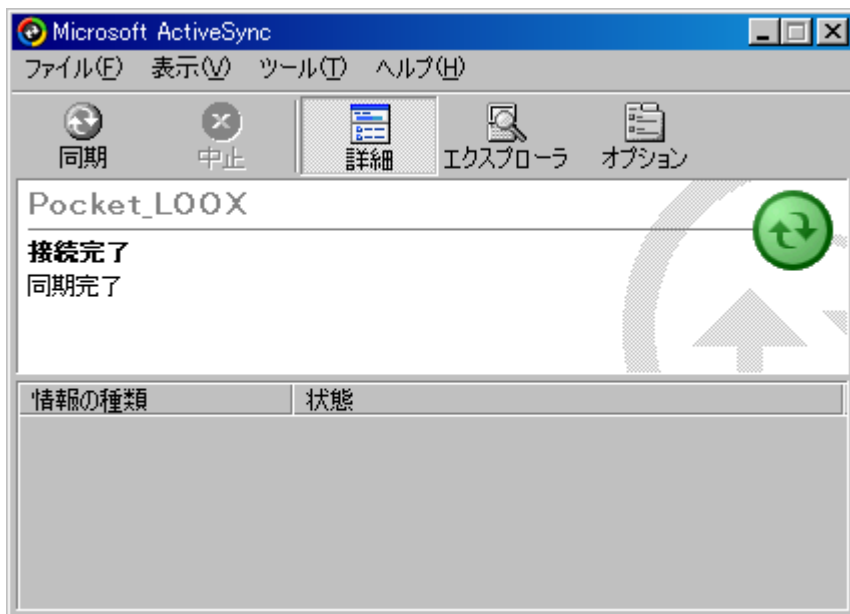 Microsoft ActiveSync
ファイル(F) 表示(V) ツール(T) ヘルプ(H)
同期 中止 詳細 エクスプローラ オプション
Pocket_LOOX
接続完了
同期完了
情報の種類 状態